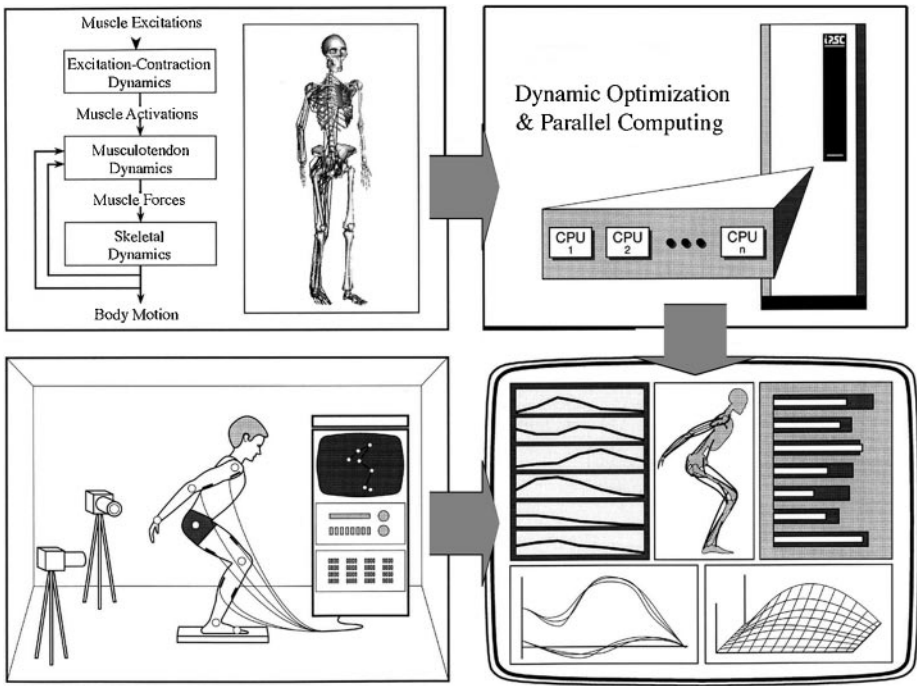 Muscle Excitations
Excitation-Contraction
Dynamics
Muscle Activations
Musculotendon
Dynamics
Muscle Forces
Skeletal
Dynamics
Body Motion
iPSC
Dynamic Optimization
& Parallel Computing
CPU
1
CPU
2
CPU
n